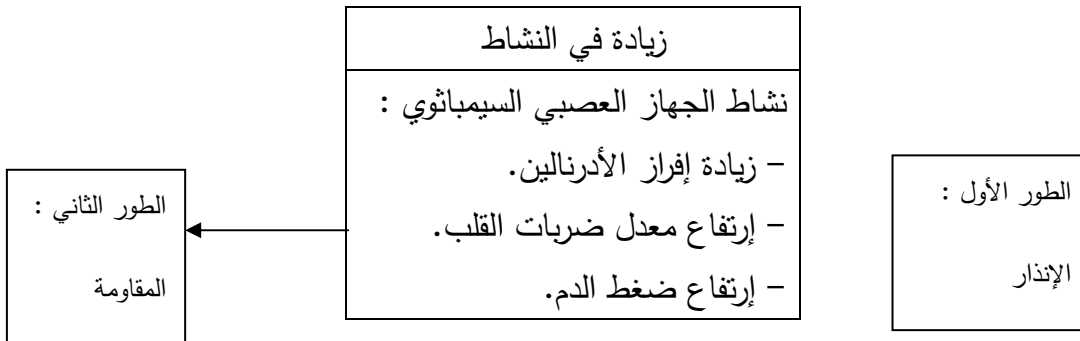 زيادة في النشاط
نشاط الجهاز العصبي السيمباثوي :
- زيادة إفراز الأدرنالين.
- إرتفاع معدل ضربات القلب.
- إرتفاع ضغط الدم.
الطور الأول :
الإنذار
الطور الثاني :
المقاومة